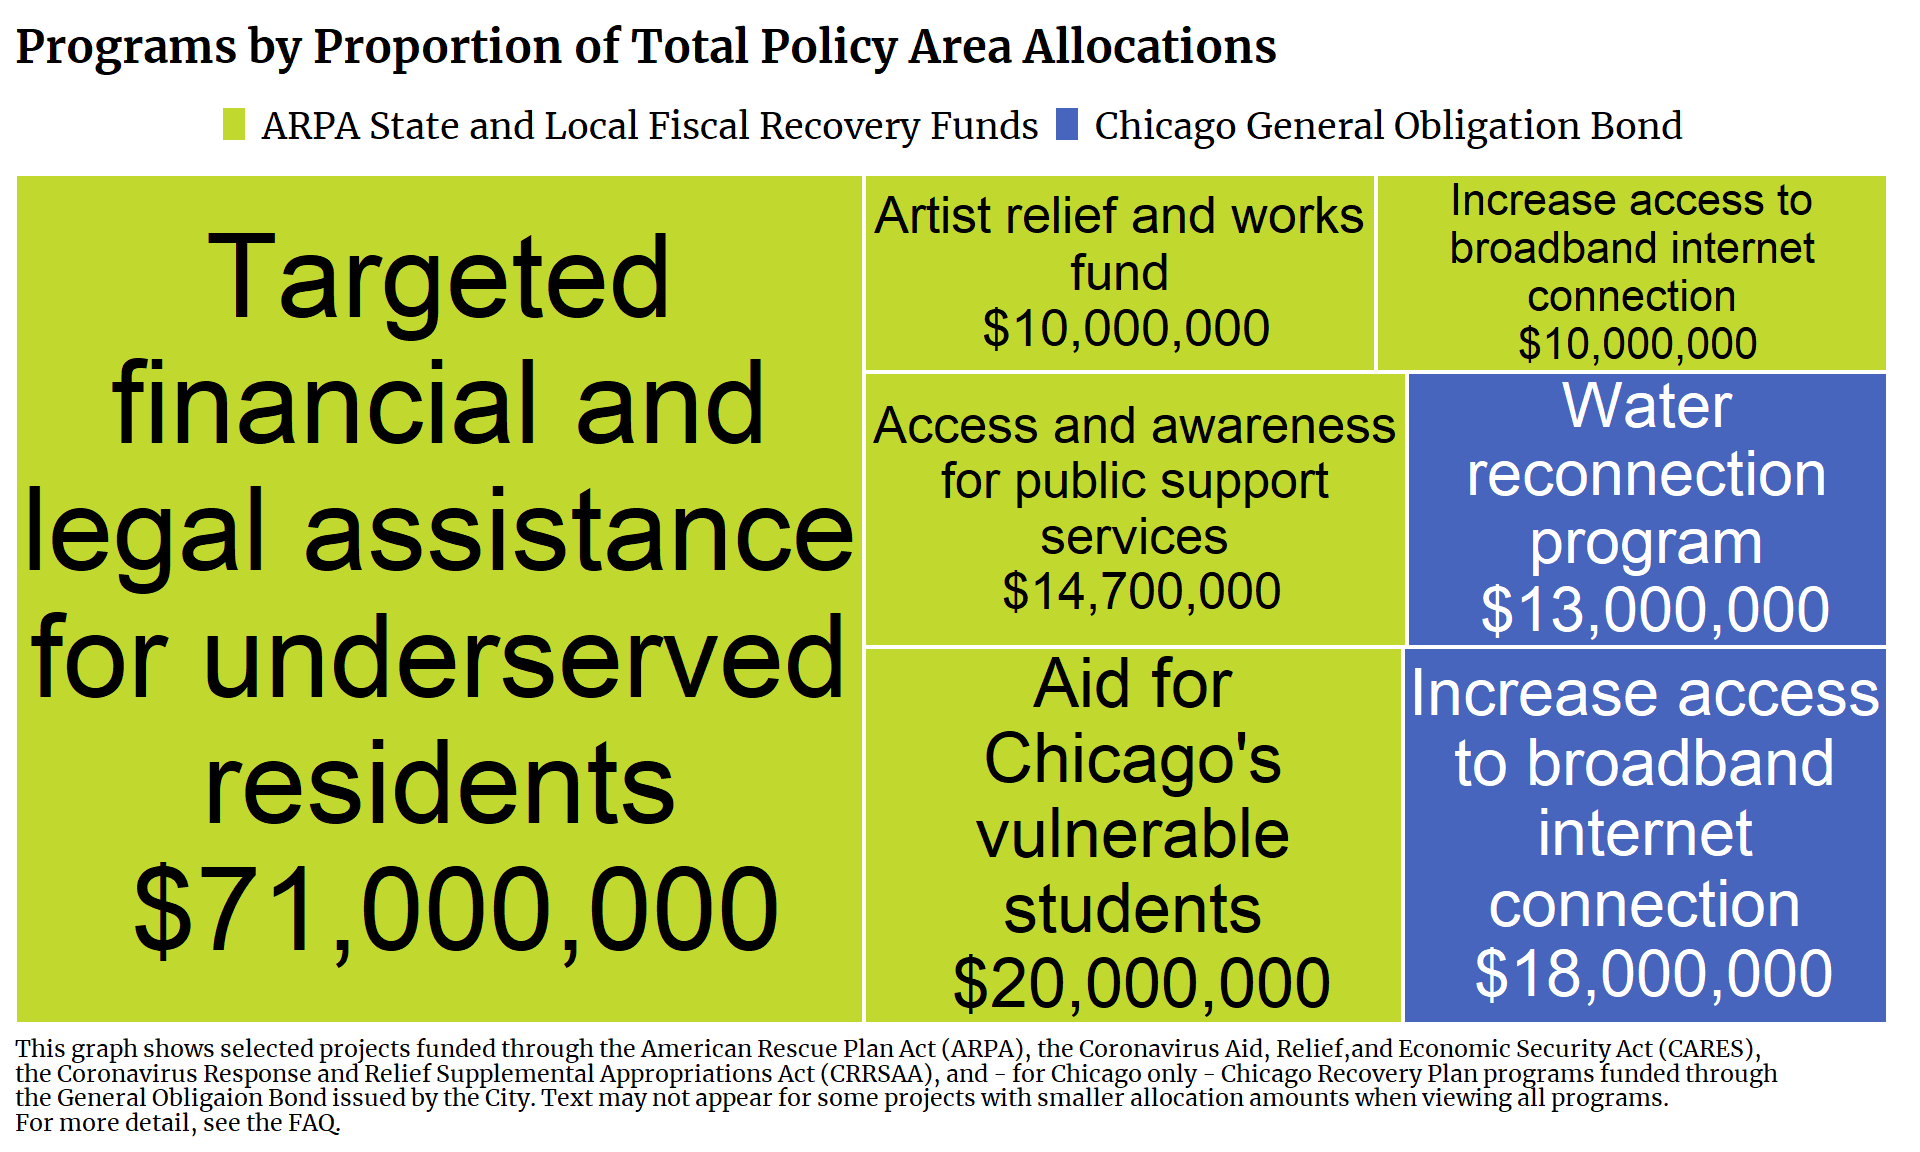 Programs by Proportion of Total Policy Area Allocations
ARPA State and Local Fiscal Recovery Funds
Chicago General Obligation Bond
Targeted
financial and
legal assistance
for underserved
residents
$71,000,000
Artist relief and works
fund
$10,000,000
Increase access to
broadband internet
connection
$10,000,000
Access and awareness
for public support
services
$14,700,000
Water
reconnection
program
$13,000,000
Aid for
Chicago's
vulnerable
students
$20,000,000
Increase access
to broadband
internet
connection
$18,000,000
This graph shows selected projects funded through the American Rescue Plan Act (ARPA), the Coronavirus Aid, Relief,and Economic Security Act (CARES),
the Coronavirus Response and Relief Supplemental Appropriations Act (CRRSAA), and - for Chicago only - Chicago Recovery Plan programs funded through
the General Obligaion Bond issued by the City. Text may not appear for some projects with smaller allocation amounts when viewing all programs.
For more detail, see the FAQ.